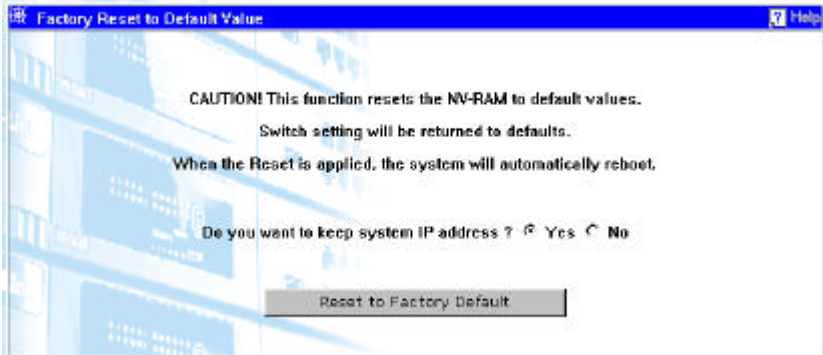 Factory Reset to Default Value
? Help
CAUTION! This function resets the NV-RAM to default values.
Switch setting will be returned to defaults.
When the Reset is applied, the system will automatically reboot.
Do you want to keep system IP address ? Yes No
Reset to Factory Default